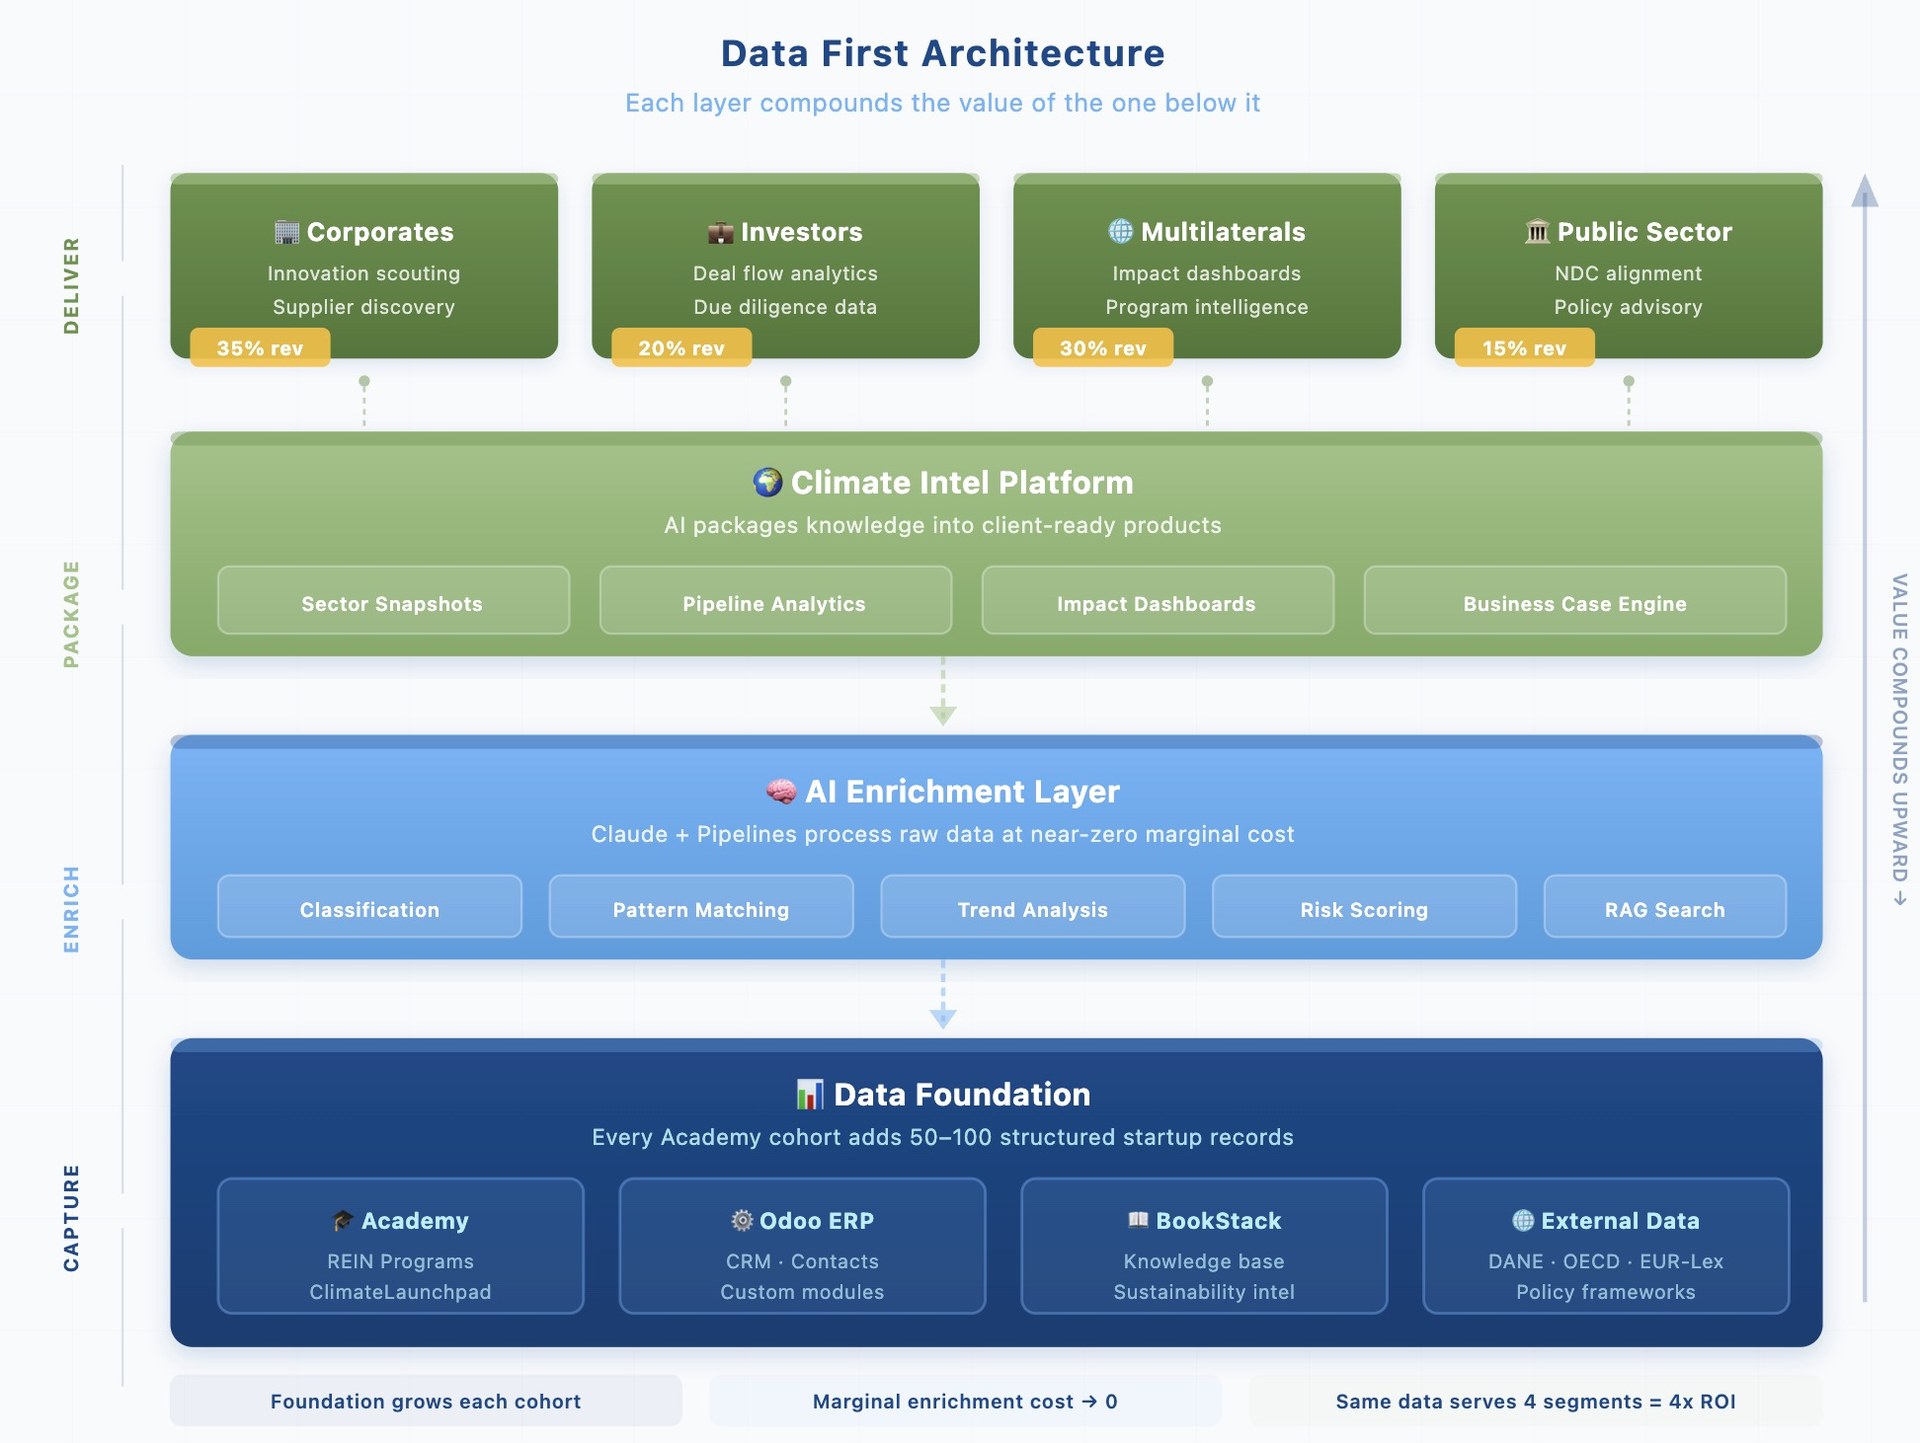 Data First Architecture
Each layer compounds the value of the one below it
DELIVER
🏢 Corporates
Innovation scouting
Supplier discovery
35% rev
💼 Investors
Deal flow analytics
Due diligence data
20% rev
🌐 Multilaterals
Impact dashboards
Program intelligence
30% rev
🏛️ Public Sector
NDC alignment
Policy advisory
15% rev
PACKAGE
🌍 Climate Intel Platform
AI packages knowledge into client-ready products
Sector Snapshots
Pipeline Analytics
Impact Dashboards
Business Case Engine
ENRICH
🧠 AI Enrichment Layer
Claude + Pipelines process raw data at near-zero marginal cost
Classification
Pattern Matching
Trend Analysis
Risk Scoring
RAG Search
CAPTURE
📊 Data Foundation
Every Academy cohort adds 50–100 structured startup records
🎓 Academy
REIN Programs
ClimateLaunchpad
⚙️ Odoo ERP
CRM · Contacts
Custom modules
📖 BookStack
Knowledge base
Sustainability intel
🌐 External Data
DANE · OECD · EUR-Lex
Policy frameworks
VALUE COMPOUNDS UPWARD →
Foundation grows each cohort
Marginal enrichment cost → 0
Same data serves 4 segments = 4x ROI